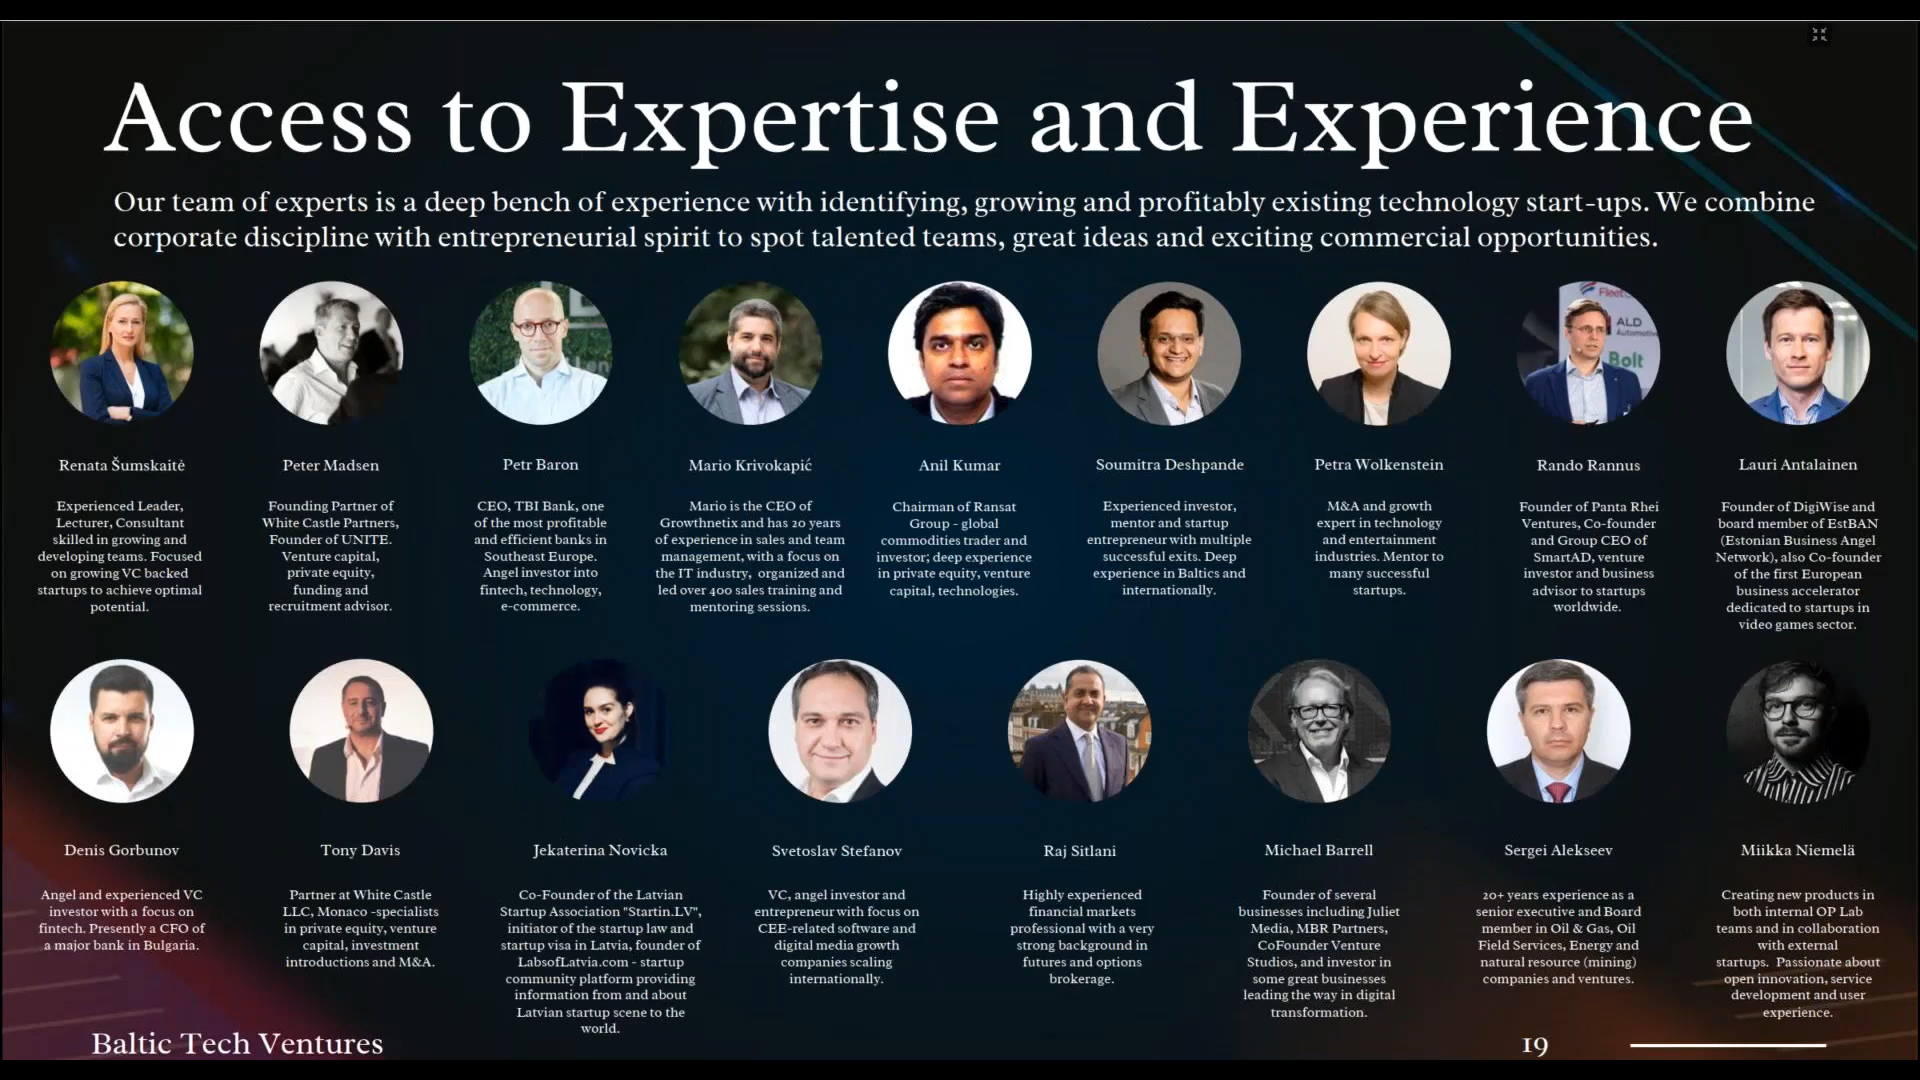 Access to Expertise and Experience
Our team of experts is a deep bench of experience with identifying, growing and profitably existing technology start-ups. We combine
corporate discipline with entrepreneurial spirit to spot talented teams, great ideas and exciting commercial opportunities.
Fleet
ALD
Automotive
Bolt
Renata Šumskaitė
Experienced Leader,
Lecturer, Consultant
skilled in growing and
developing teams. Focused
on growing VC backed
startups to achieve optimal
potential.
Peter Madsen
Founding Partner of
White Castle Partners,
Founder of UNITE.
Venture capital,
private equity,
funding and
recruitment advisor.
Petr Baron
CEO, TBI Bank, one
of the most profitable
and efficient banks in
Southeast Europe.
Angel investor into
fintech, technology,
e-commerce.
Mario Krivokapić
Mario is the CEO of
Growthnetix and has 20 years
of experience in sales and team
management, with a focus on
the IT industry, organized and
led over 400 sales training and
mentoring sessions.
Anil Kumar
Chairman of Ransat
Group - global
commodities trader and
investor; deep experience
in private equity, venture
capital, technologies.
Soumitra Deshpande
Experienced investor,
mentor and startup
entrepreneur with multiple
successful exits. Deep
experience in Baltics and
internationally.
Petra Wolkenstein
M&A and growth
expert in technology
and entertainment
industries. Mentor to
many successful
startups.
Rando Rannus
Founder of Panta Rhei
Ventures, Co-founder
and Group CEO of
SmartAD, venture
investor and business
advisor to startups
worldwide.
Lauri Antalainen
Founder of DigiWise and
board member of EstBAN
(Estonian Business Angel
Network), also Co-founder
of the first European
business accelerator
dedicated to startups in
video games sector.
Denis Gorbunov
Angel and experienced VC
investor with a focus on
fintech. Presently a CFO of
a major bank in Bulgaria.
Tony Davis
Partner at White Castle
LLC, Monaco -specialists
in private equity, venture
capital, investment
introductions and M&A.
Jekaterina Novicka
Co-Founder of the Latvian
Startup Association "Startin.LV",
initiator of the startup law and
startup visa in Latvia, founder of
LabsofLatvia.com - startup
community platform providing
information from and about
Latvian startup scene to the
world.
Svetoslav Stefanov
VC, angel investor and
entrepreneur with focus on
CEE-related software and
digital media growth
companies scaling
internationally.
Raj Sitlani
Highly experienced
financial markets
professional with a very
strong background in
futures and options
brokerage.
Michael Barrell
Founder of several
businesses including Juliet
Media, MBR Partners,
CoFounder Venture
Studios, and investor in
some great businesses
leading the way in digital
transformation.
Sergei Alekseev
20+ years experience as a
senior executive and Board
member in Oil & Gas, Oil
Field Services, Energy and
natural resource (mining)
companies and ventures.
Miikka Niemelä
Creating new products in
both internal OP Lab
teams and in collaboration
with external
startups. Passionate about
open innovation, service
development and user
experience.
Baltic Tech Ventures
19